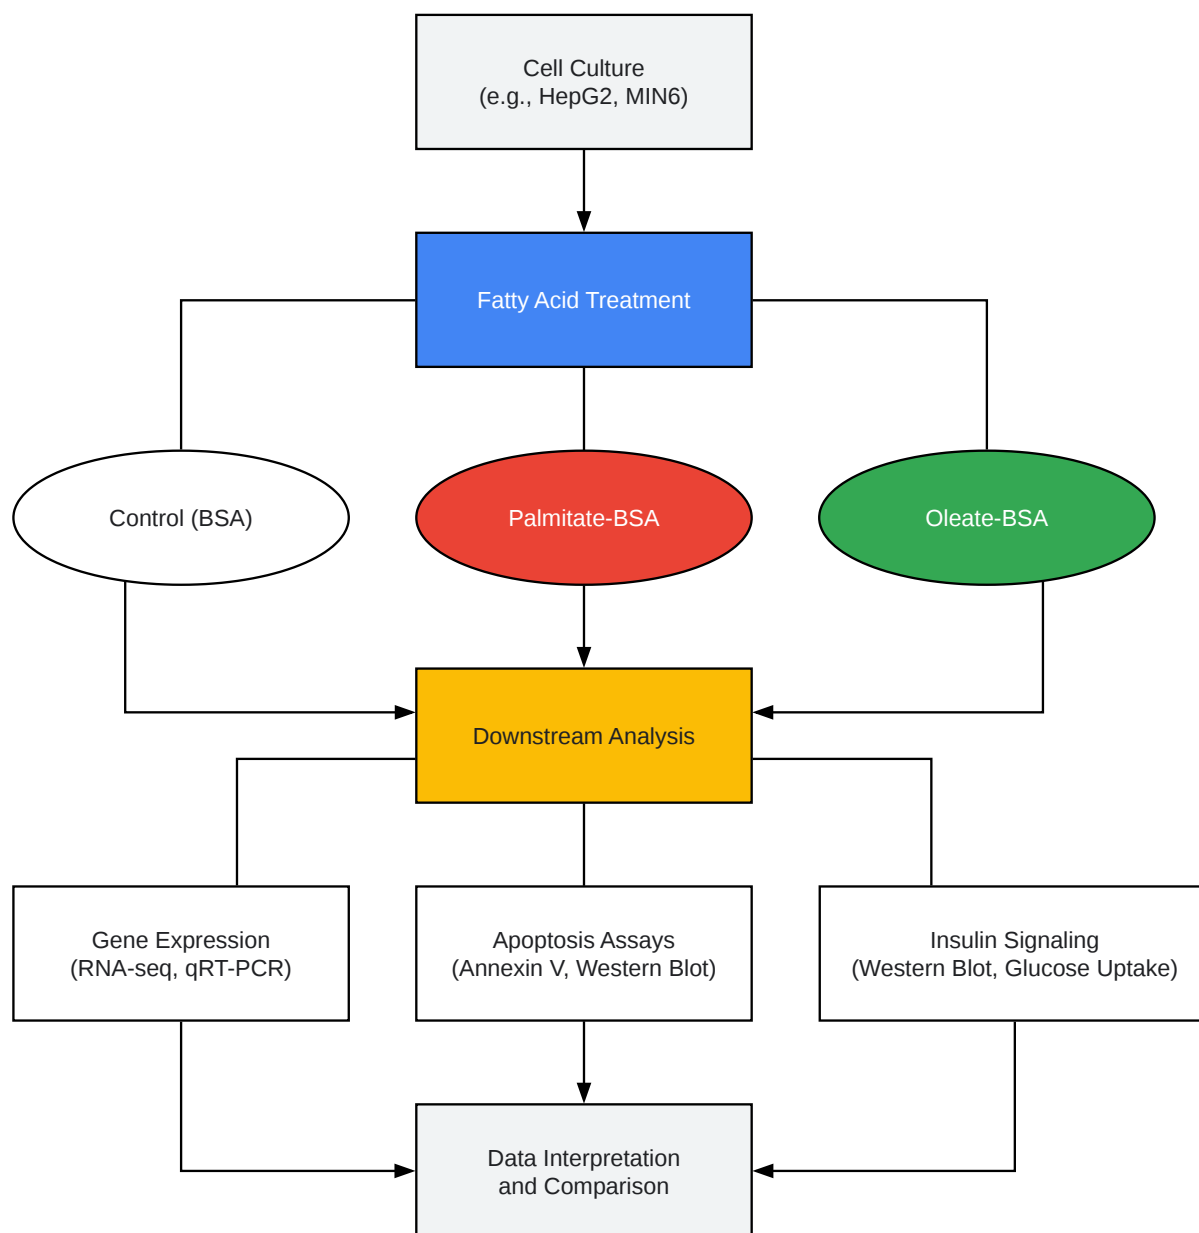 Cell Culture
(e.g., HepG2, MIN6)
Fatty Acid Treatment
Control (BSA)
Palmitate-BSA
Oleate-BSA
Downstream Analysis
Gene Expression
(RNA-seq, qRT-PCR)
Apoptosis Assays
(Annexin V, Western Blot)
Insulin Signaling
(Western Blot, Glucose Uptake)
Data Interpretation
and Comparison